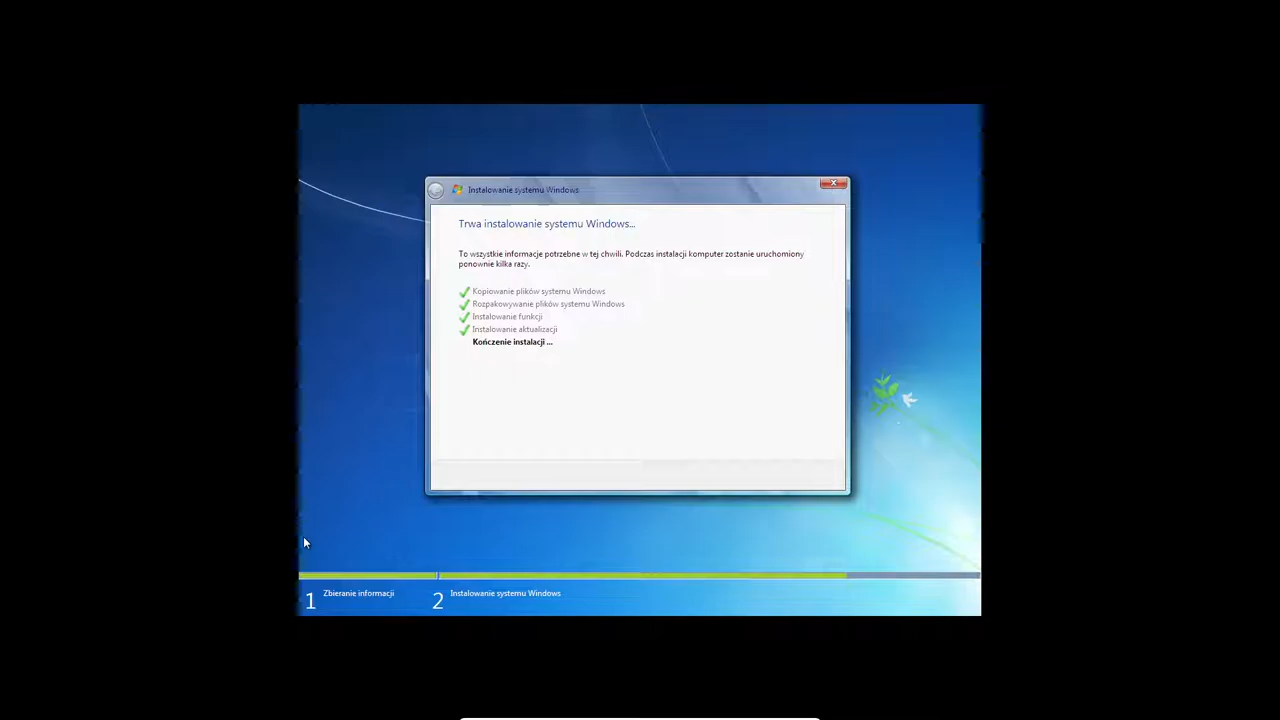 Instalowanie systemu Windows
Trwa instalowanie systemu Windows...
To wszystkie informacje potrzebne w tej chwili. Podczas instalacji komputer zostanie uruchomiony
ponownie kilka razy.
Kopiowanie plików systemu Windows
Rozpakowywanie plików systemu Windows
Instalowanie funkcji
Instalowanie aktualizacji
Kończenie instalacji ...
1 Zbieranie informacji 2 Instalowanie systemu Windows